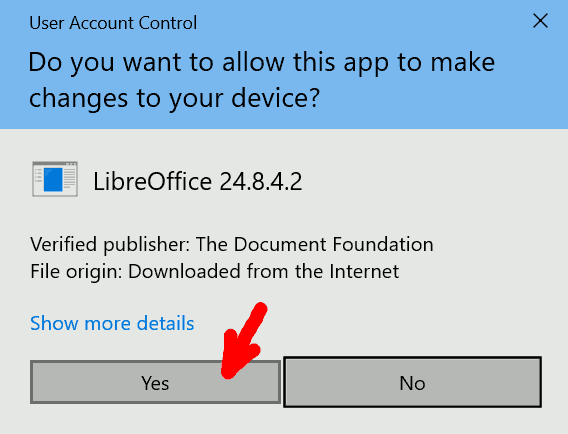 User Account Control
Do you want to allow this app to make
changes to your device?
LibreOffice 24.8.4.2
Verified publisher: The Document Foundation
File origin: Downloaded from the Internet
Show more details
Yes
No